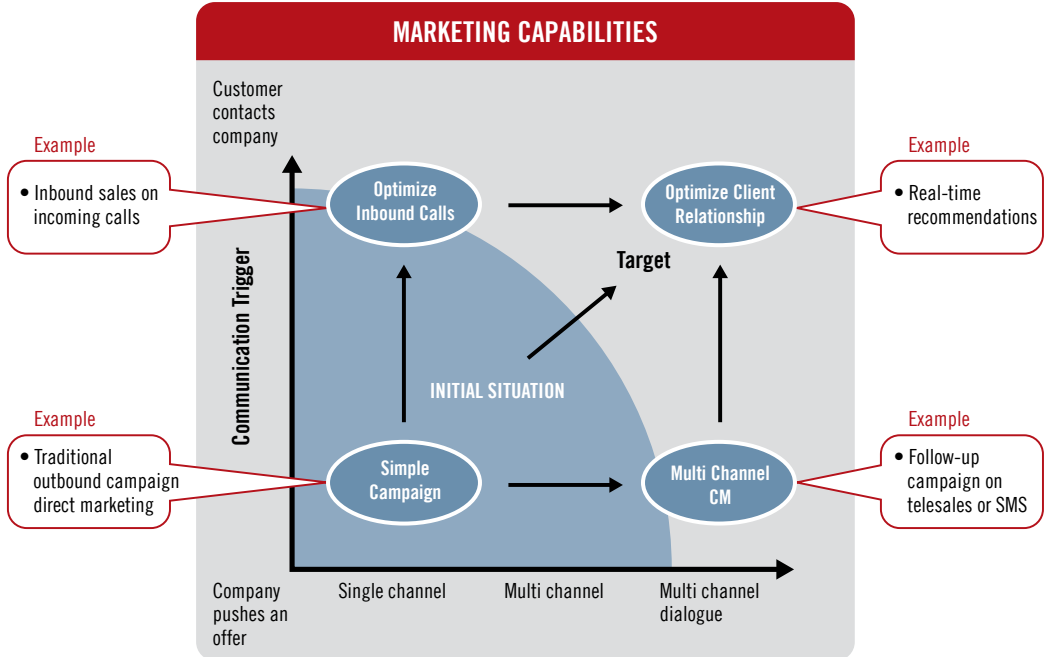 MARKETING CAPABILITIES
Customer
contacts
company
Example
• Inbound sales on
incoming calls
Optimize
Inbound Calls
Optimize Client
Relationship
Example
• Real-time
recommendations
Target
Communication Trigger
INITIAL SITUATION
Example
• Traditional
outbound campaign
direct marketing
Simple
Campaign
Multi Channel
CM
Example
• Follow-up
campaign on
telesales or SMS
Company
pushes an
offer
Single channel
Multi channel
Multi channel
dialogue